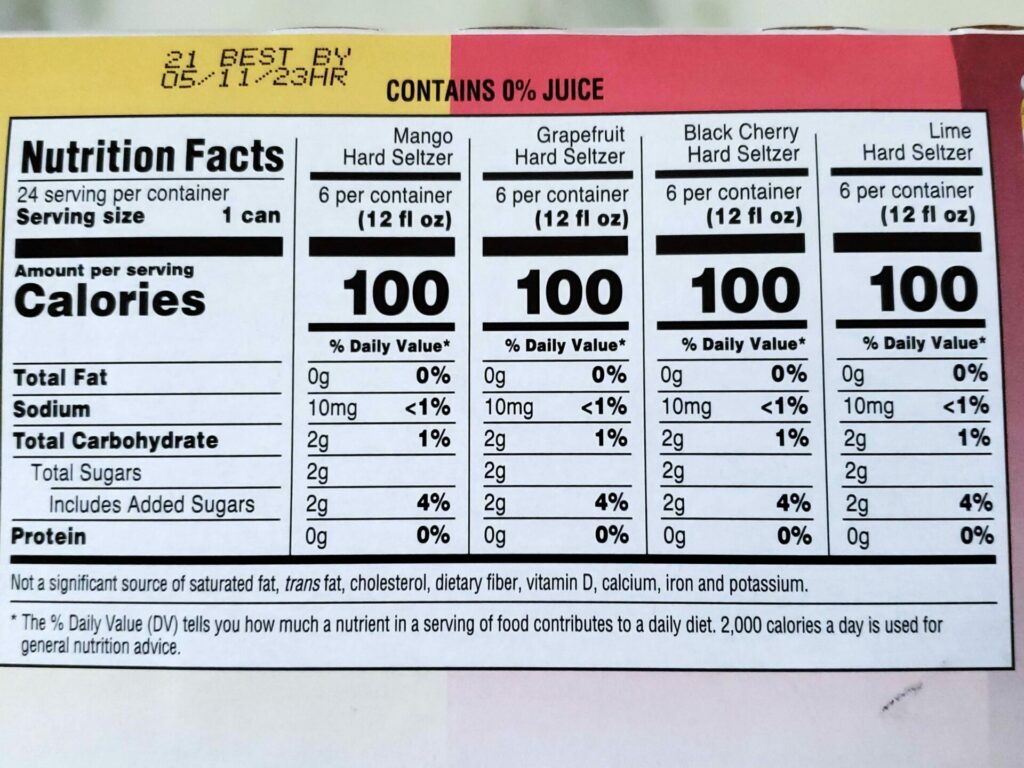 21 BEST BY
05/11/23HR
CONTAINS 0% JUICE
Nutrition Facts
24 serving per container
Serving size 1 can
Mango
Hard Seltzer
6 per container
(12 fl oz)
Grapefruit
Hard Seltzer
6 per container
(12 fl oz)
Black Cherry
Hard Seltzer
6 per container
(12 fl oz)
Lime
Hard Seltzer
6 per container
(12 fl oz)
Amount per serving
Calories 100 100 100 100
% Daily Value* % Daily Value* % Daily Value* % Daily Value*
Total Fat 0g 0% 0g 0% 0g 0% 0g 0%
Sodium 10mg <1% 10mg <1% 10mg <1% 10mg <1%
Total Carbohydrate 2g 1% 2g 1% 2g 1% 2g 1%
Total Sugars 2g 2g 2g 2g
Includes Added Sugars 2g 4% 2g 4% 2g 4% 2g 4%
Protein 0g 0% 0g 0% 0g 0% 0g 0%
Not a significant source of saturated fat, trans fat, cholesterol, dietary fiber, vitamin D, calcium, iron and potassium.
* The % Daily Value (DV) tells you how much a nutrient in a serving of food contributes to a daily diet. 2,000 calories a day is used for
general nutrition advice.